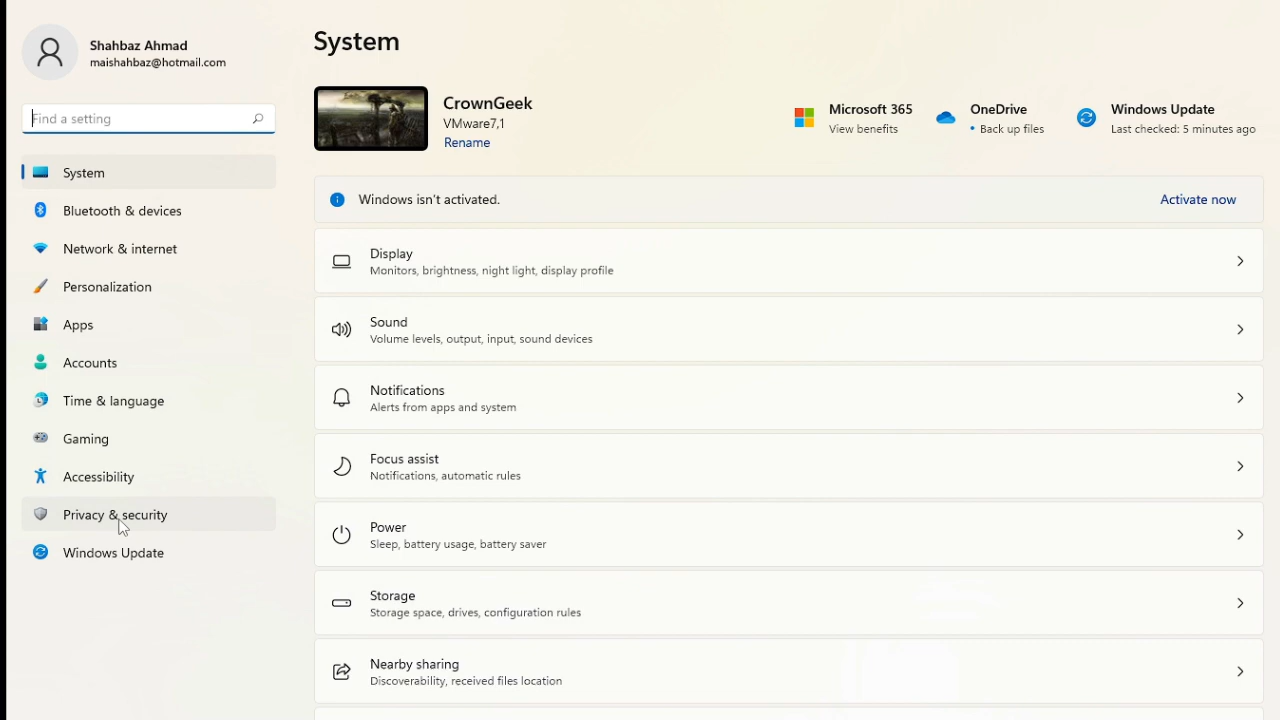 Shahbaz Ahmad
maishahbaz@hotmail.com
Find a setting
System
Bluetooth & devices
Network & internet
Personalization
Apps
Accounts
Time & language
Gaming
Accessibility
Privacy & security
Windows Update
System
CrownGeek
VMware7,1
Rename
Microsoft 365
View benefits
OneDrive
• Back up files
Windows Update
Last checked: 5 minutes ago
Windows isn't activated.
Activate now
Display
Monitors, brightness, night light, display profile
Sound
Volume levels, output, input, sound devices
Notifications
Alerts from apps and system
Focus assist
Notifications, automatic rules
Power
Sleep, battery usage, battery saver
Storage
Storage space, drives, configuration rules
Nearby sharing
Discoverability, received files location